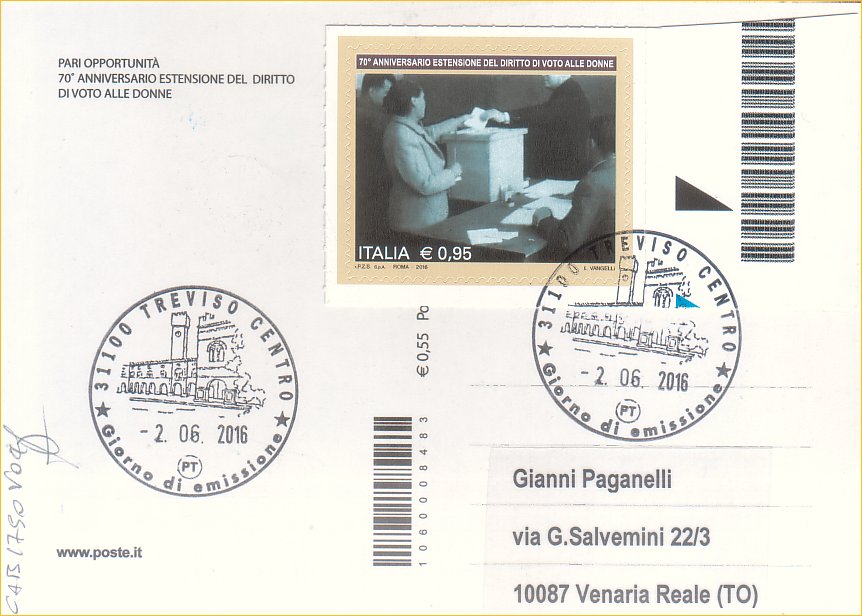 PARI OPPORTUNITÀ
70° ANNIVERSARIO ESTENSIONE DEL DIRITTO
DI VOTO ALLE DONNE
70° ANNIVERSARIO ESTENSIONE DEL DIRITTO DI VOTO ALLE DONNE
ITALIA € 0,95
I.P.Z.S. S.p.A. ROMA - 2016
L. VANGELLI
31100 TREVISO CENTRO
- 2. 06. 2016
PT
Giorno di emissione
31100 TREVISO CENTRO
- 2. 06. 2016
PT
Giorno di emissione
€ 0,55 Po
1060008483
Gianni Paganelli
via G.Salvemini 22/3
10087 Venaria Reale (TO)
www.poste.it